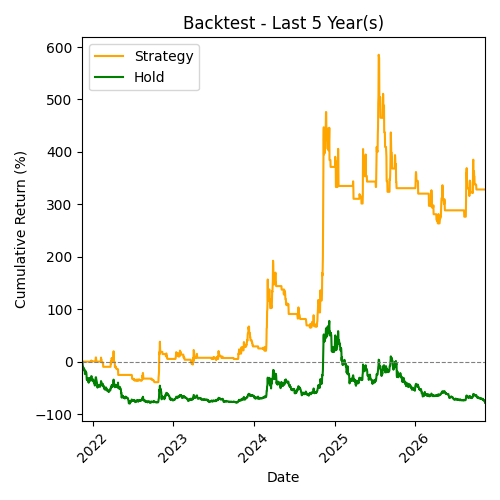 Backtest - Last 5 Year(s)
Strategy
Hold
Cumulative Return (%)
600
500
400
300
200
100
0
−100
2022
2023
2024
2025
2026
Date